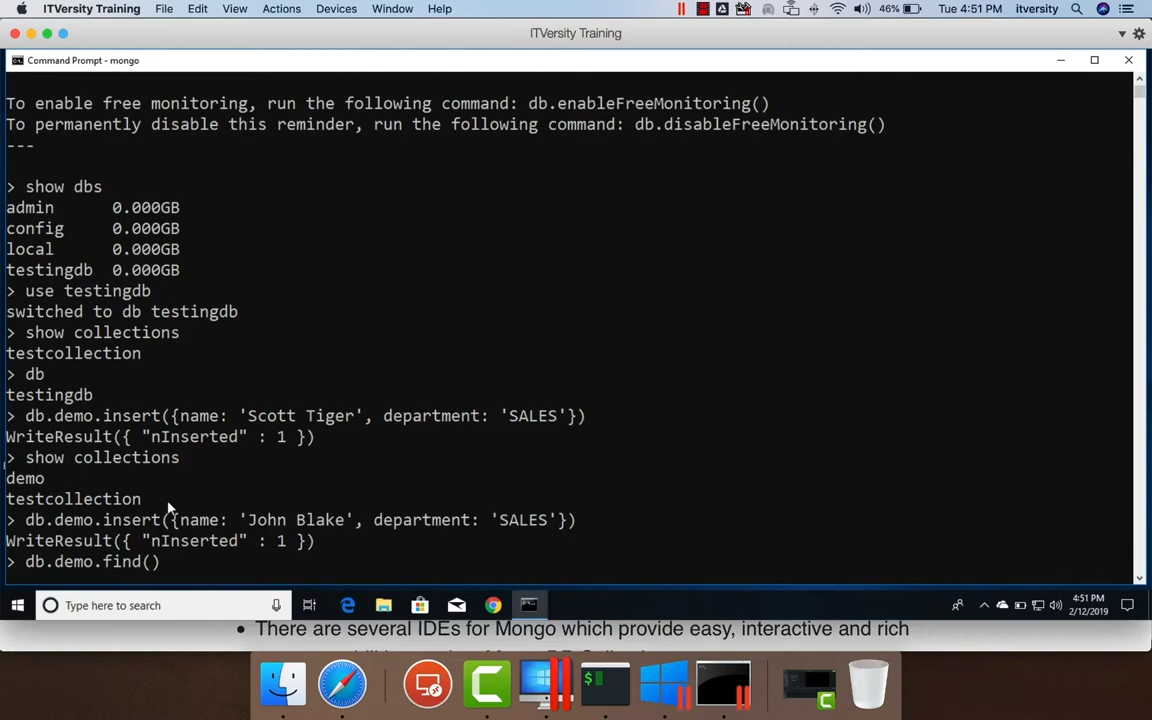 ITVersity Training File Edit View Actions Devices Window Help 46% Tue 4:51 PM itversity
ITVersity Training
Command Prompt - mongo
To enable free monitoring, run the following command: db.enableFreeMonitoring()
To permanently disable this reminder, run the following command: db.disableFreeMonitoring()
---
> show dbs
admin 0.000GB
config 0.000GB
local 0.000GB
testingdb 0.000GB
> use testingdb
switched to db testingdb
> show collections
testcollection
> db
testingdb
> db.demo.insert({name: 'Scott Tiger', department: 'SALES'})
WriteResult({ "nInserted" : 1 })
> show collections
demo
testcollection
> db.demo.insert({name: 'John Blake', department: 'SALES'})
WriteResult({ "nInserted" : 1 })
> db.demo.find()
Type here to search
4:51 PM
2/12/2019
• There are several IDEs for Mongo which provide easy, interactive and rich